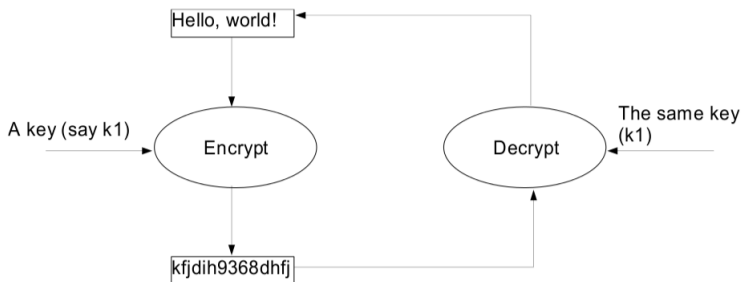 Hello, world!
A key (say k1)
Encrypt
Decrypt
The same key
(k1)
kfjdih9368dhfj